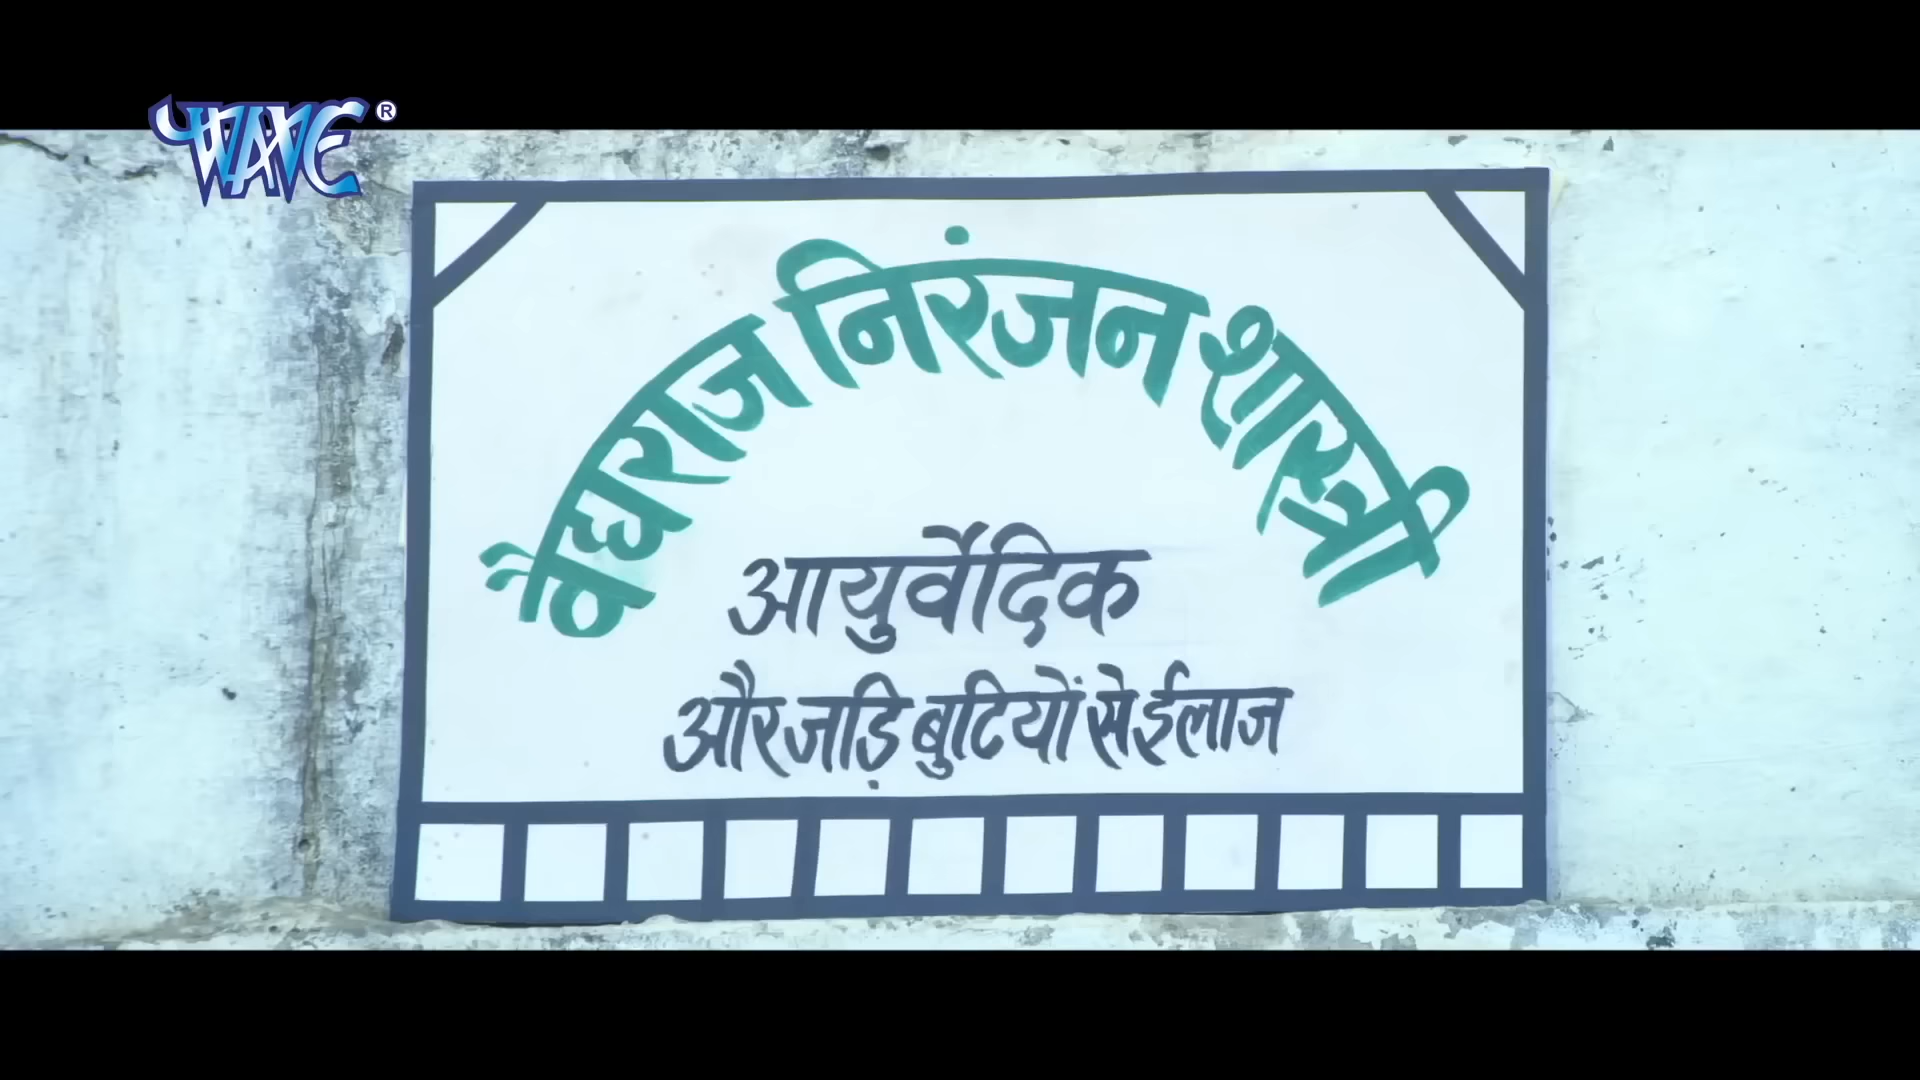 WAVE ®
वैद्यराज निरंजन शास्त्री
आयुर्वेदिक
और जड़ि बुटियों से ईलाज